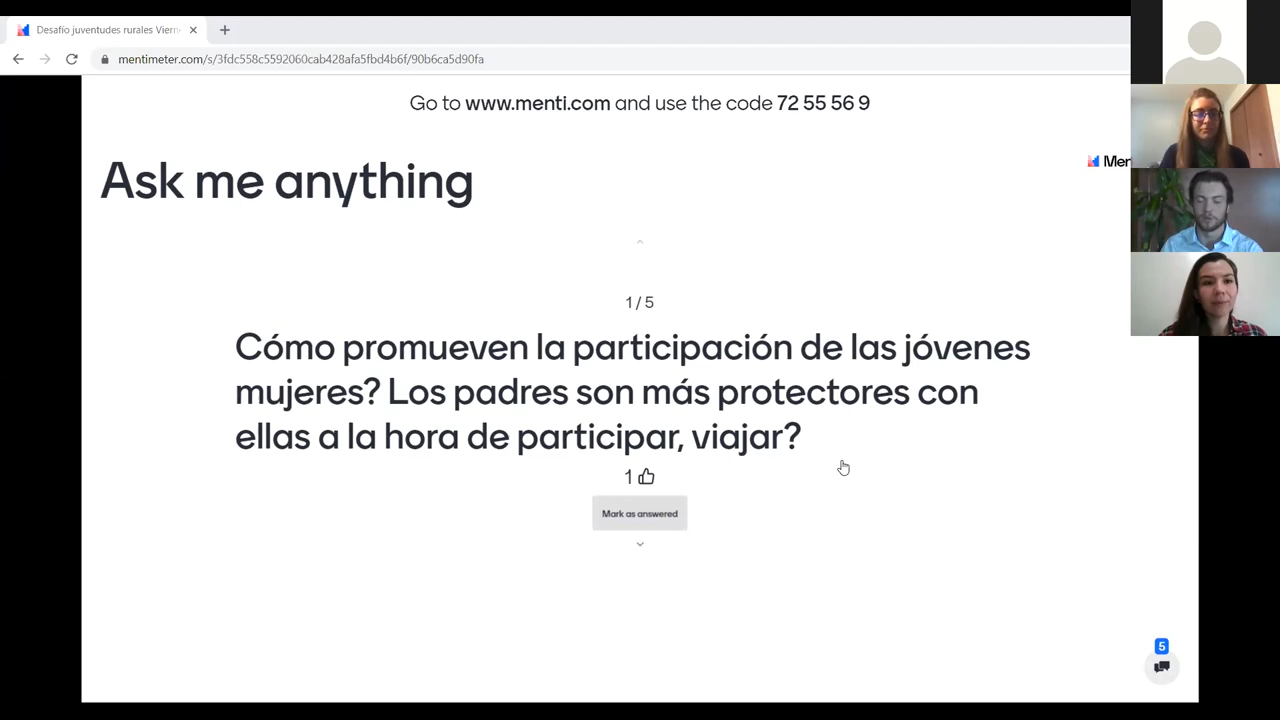 Desafío juventudes rurales Viern
mentimeter.com/s/3fdc558c5592060cab428afa5fbd4b6f/90b6ca5d90fa
Go to www.menti.com and use the code 72 55 56 9
Mer
Ask me anything
1 / 5
Cómo promueven la participación de las jóvenes
mujeres? Los padres son más protectores con
ellas a la hora de participar, viajar?
1
Mark as answered
5